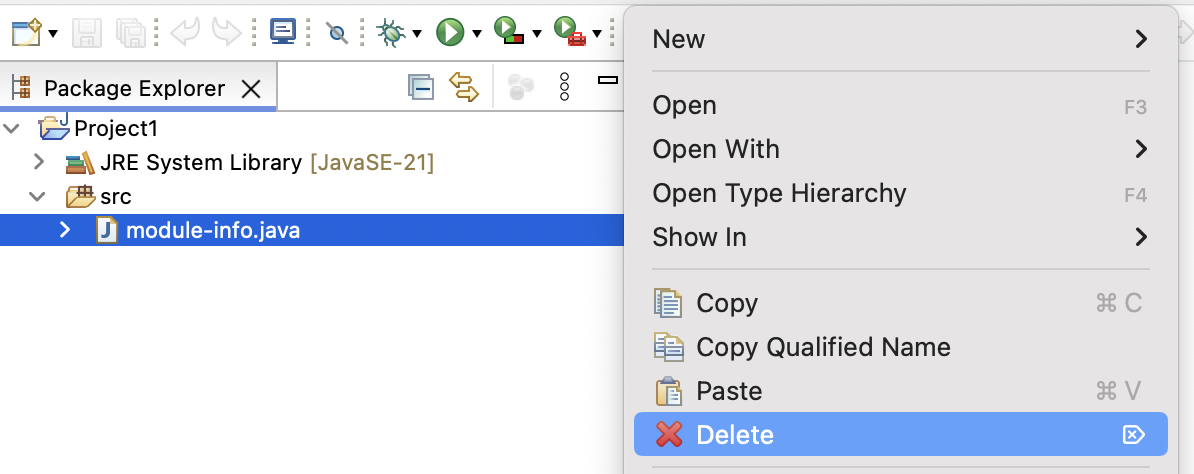 Package Explorer
Project1
JRE System Library [JavaSE-21]
src
module-info.java
New
Open F3
Open With
Open Type Hierarchy F4
Show In
Copy ⌘ C
Copy Qualified Name
Paste ⌘ V
Delete ⌦